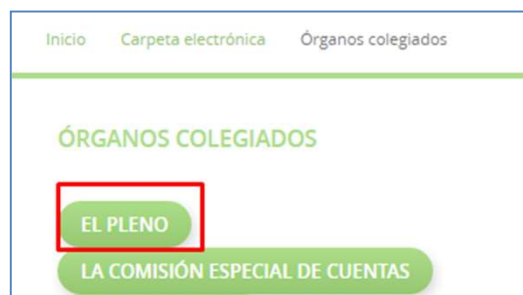 Inicio Carpeta electrónica Órganos colegiados
ÓRGANOS COLEGIADOS
EL PLENO
LA COMISIÓN ESPECIAL DE CUENTAS